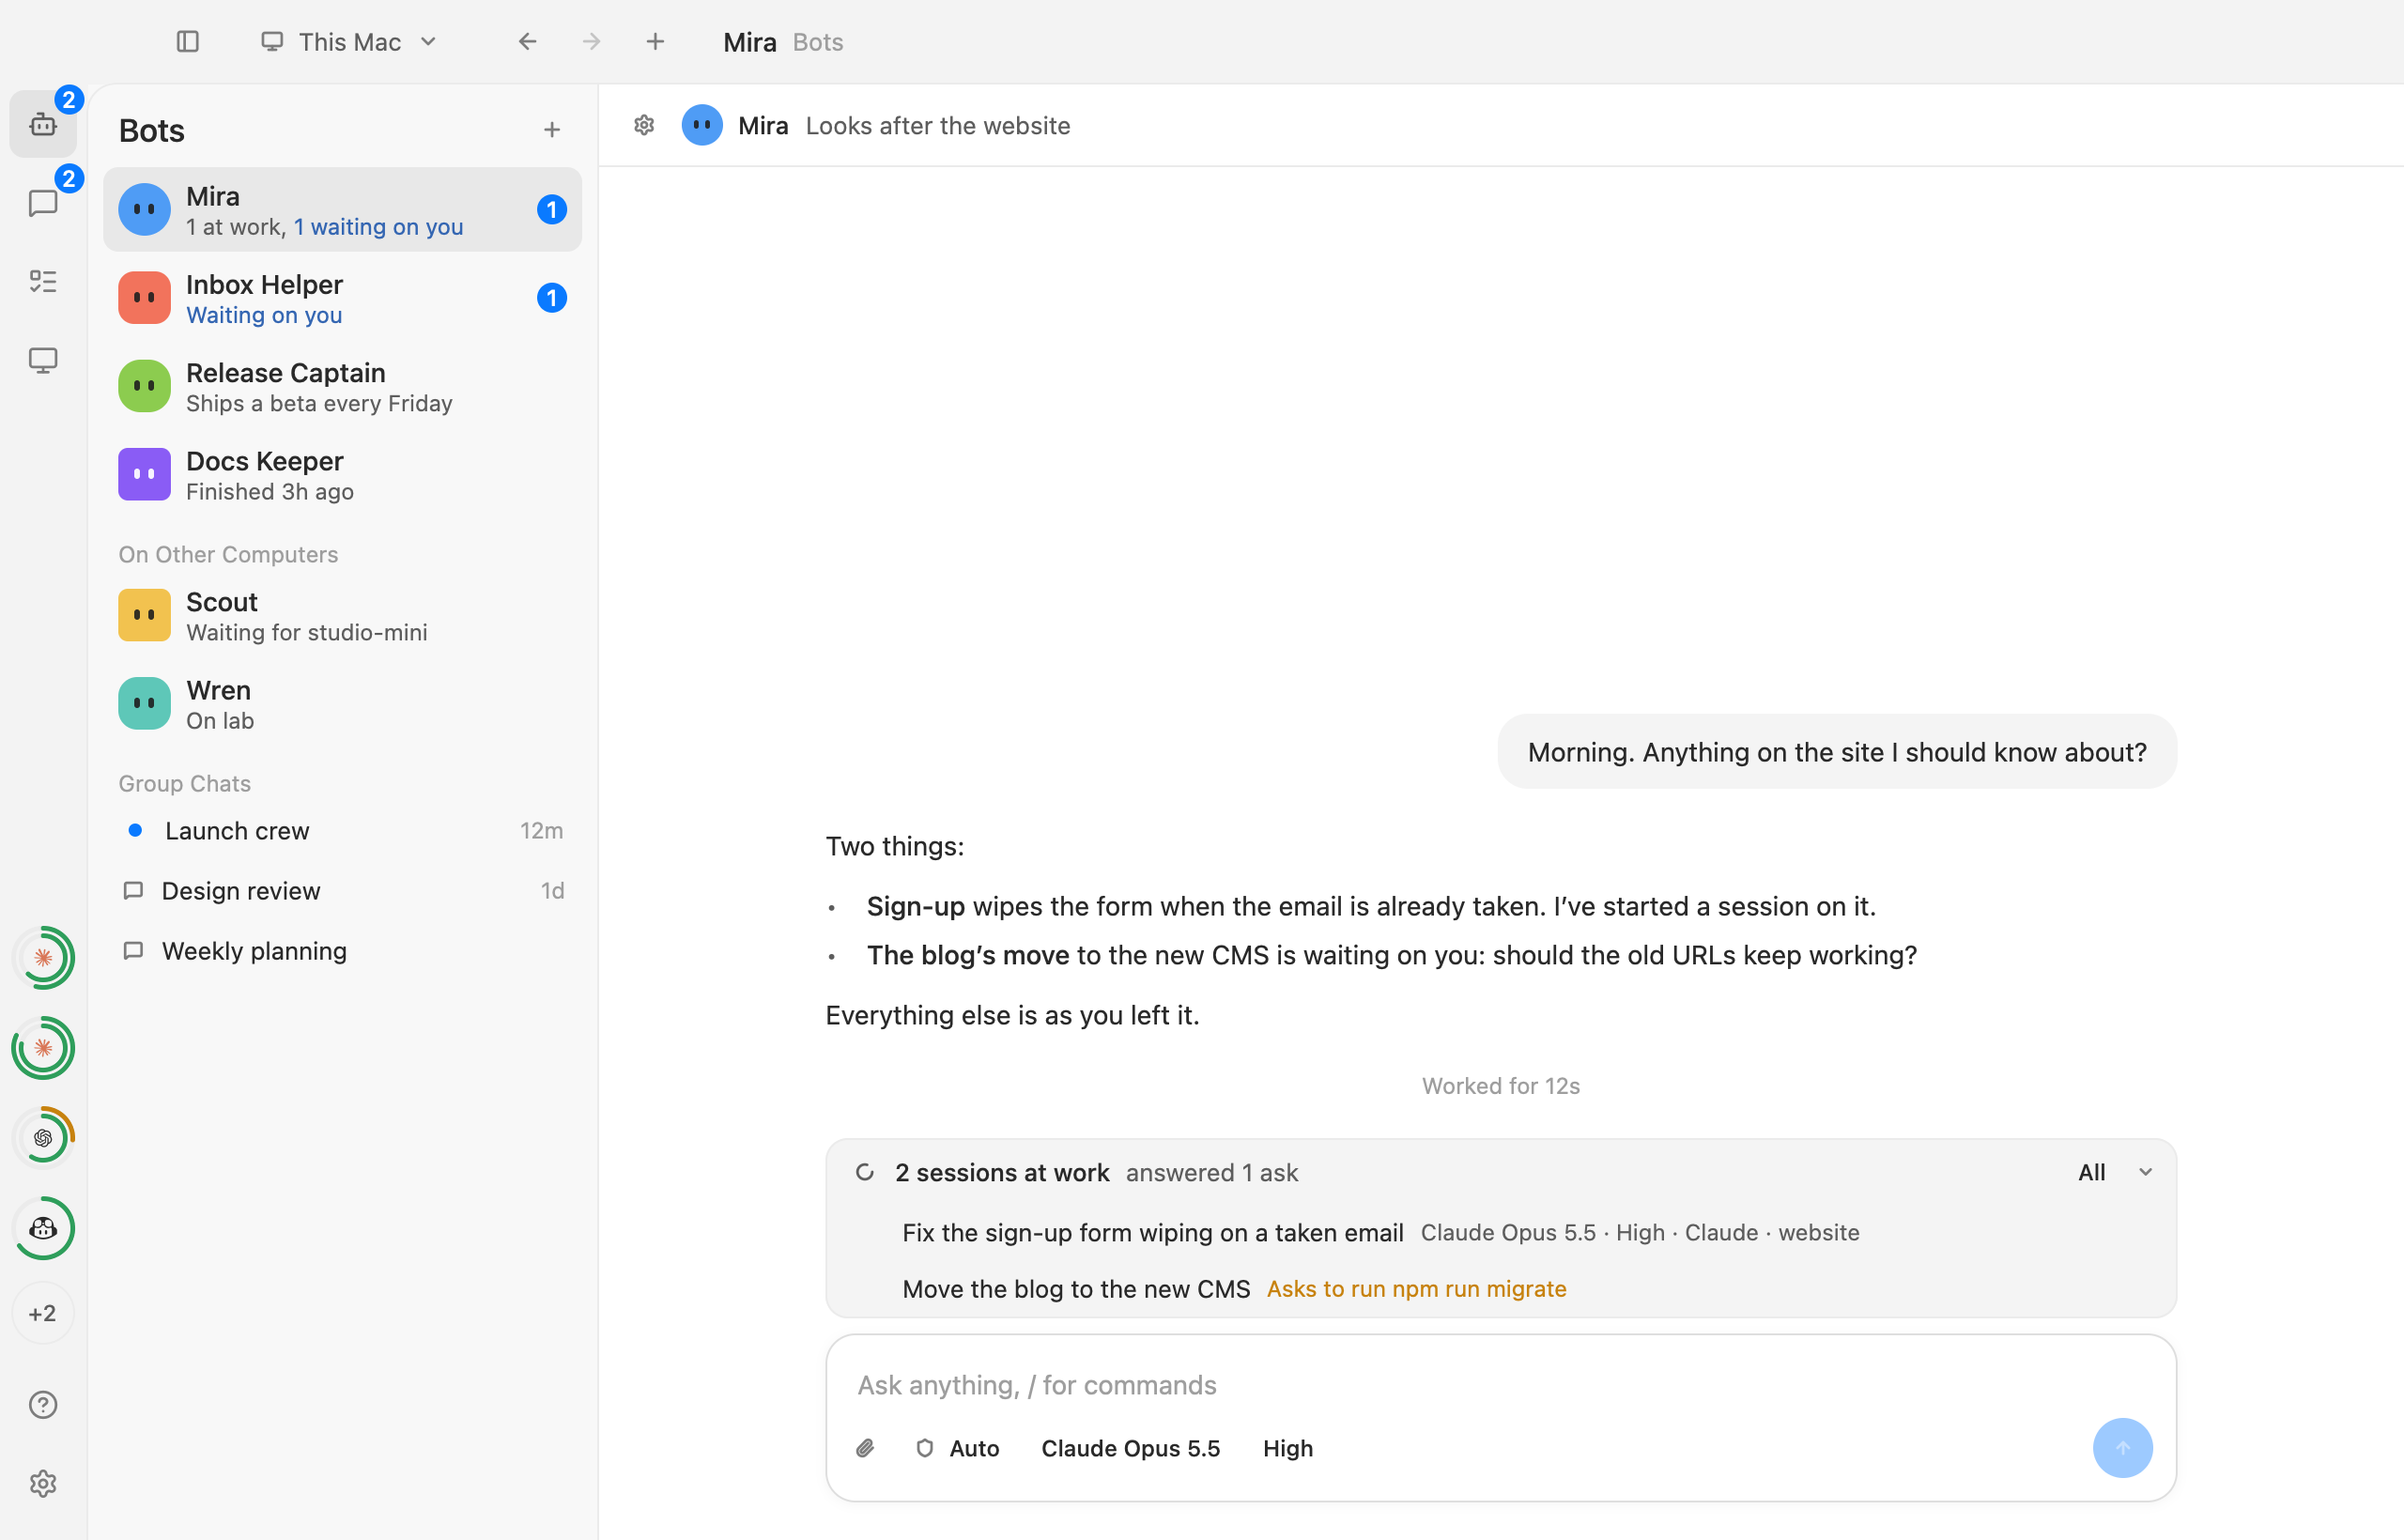 This Mac
Mira Bots
2
2
Bots
Mira
1 at work, 1 waiting on you
1
Inbox Helper
Waiting on you
1
Release Captain
Ships a beta every Friday
Docs Keeper
Finished 3h ago
On Other Computers
Scout
Waiting for studio-mini
Wren
On lab
Group Chats
Launch crew 12m
Design review 1d
Weekly planning
+2
Mira Looks after the website
Morning. Anything on the site I should know about?
Two things:
• Sign-up wipes the form when the email is already taken. I’ve started a session on it.
• The blog’s move to the new CMS is waiting on you: should the old URLs keep working?
Everything else is as you left it.
Worked for 12s
2 sessions at work answered 1 ask All
Fix the sign-up form wiping on a taken email Claude Opus 5.5 · High · Claude · website
Move the blog to the new CMS Asks to run npm run migrate
Ask anything, / for commands
Auto Claude Opus 5.5 High